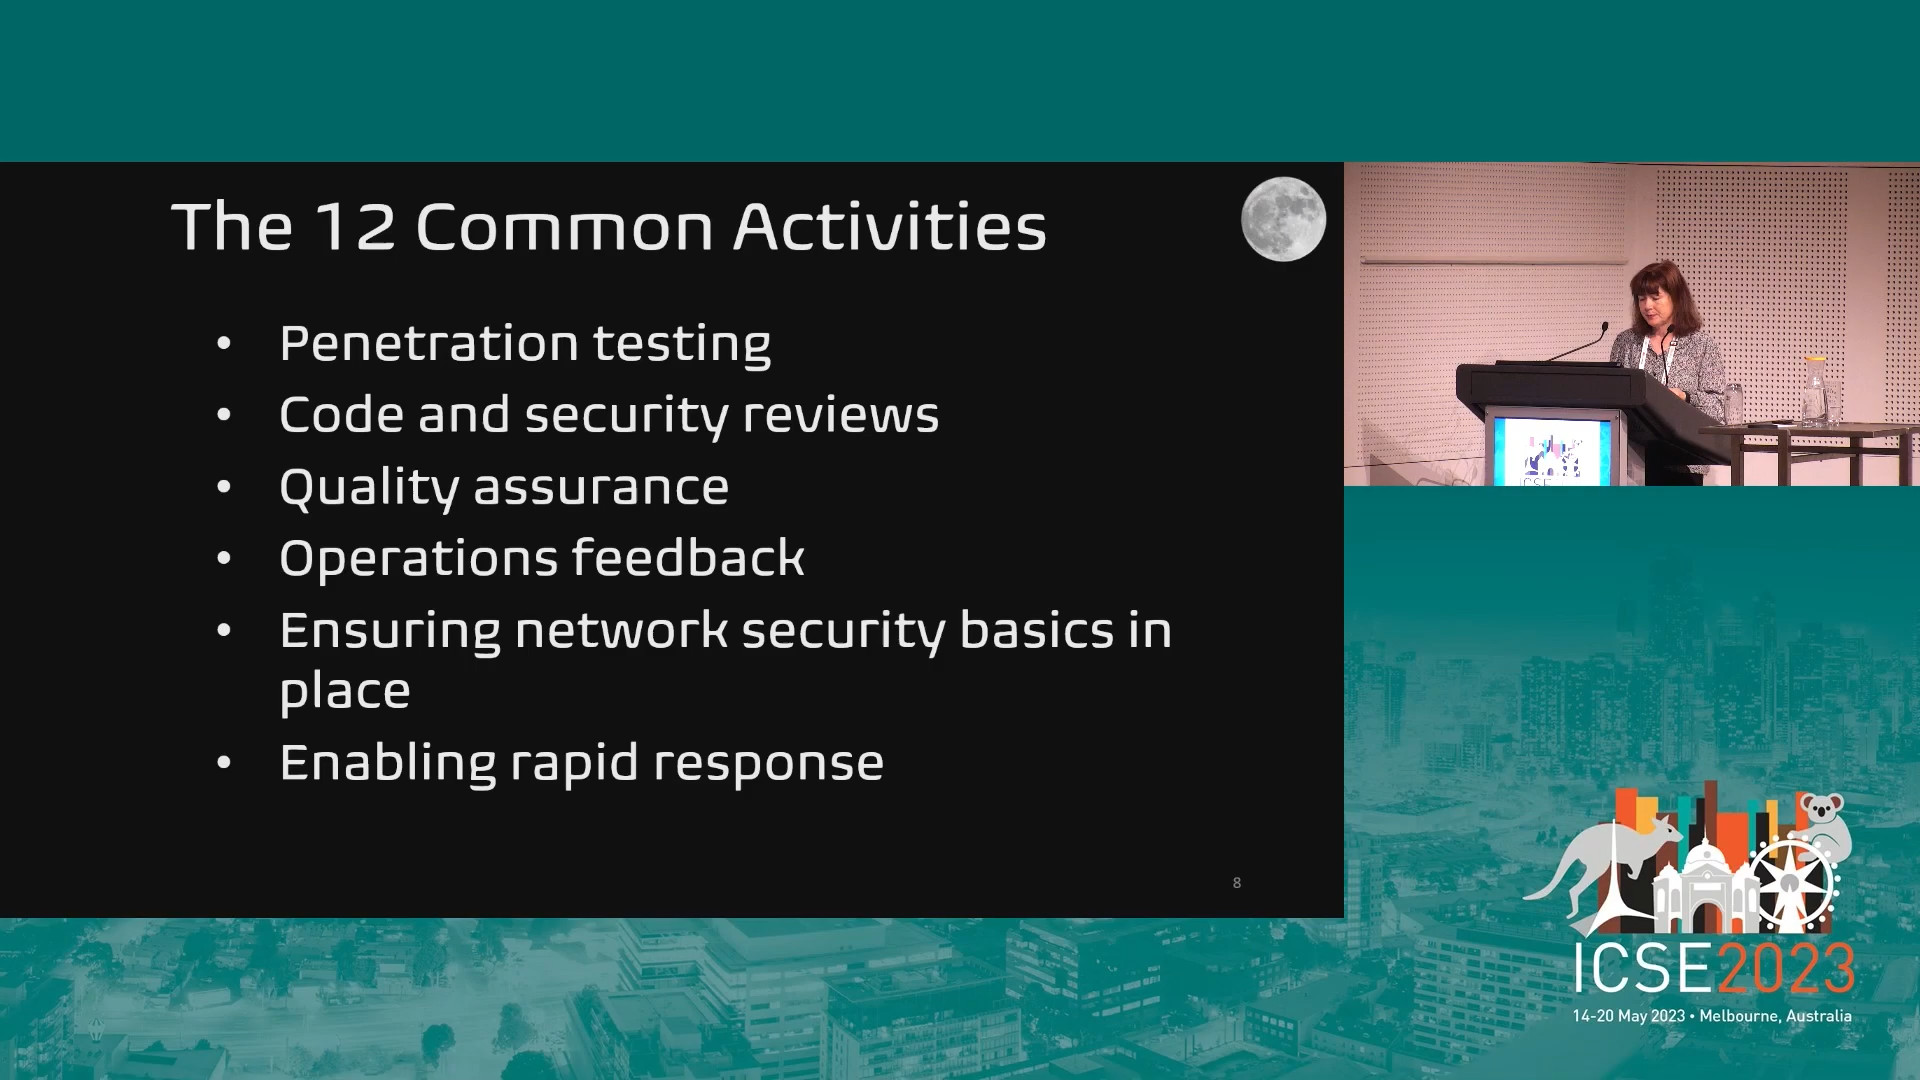 The 12 Common Activities
• Penetration testing
• Code and security reviews
• Quality assurance
• Operations feedback
• Ensuring network security basics in
place
• Enabling rapid response
8
ICSE
ICSE2023
14-20 May 2023 • Melbourne, Australia